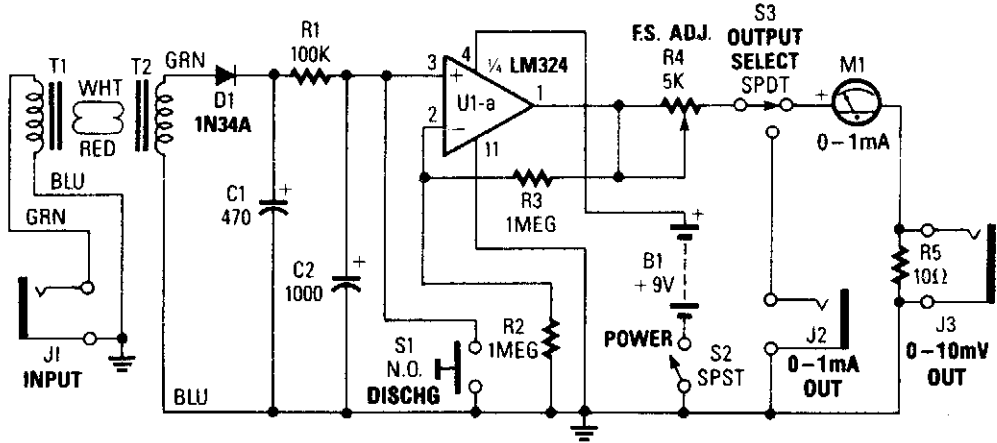 T1
WHT
RED
T2
GRN
D1
1N34A
R1
100K
3
+
4
¼ LM324
U1-a
1
2
−
11
F.S. ADJ.
R4
5K
S3
OUTPUT
SELECT
SPDT
+
M1
0–1mA
BLU
GRN
C1
470
+
C2
1000
+
R3
1MEG
B1
+9V
+
R5
10Ω
J1
INPUT
BLU
S1
N.O.
DISCHG
R2
1MEG
POWER
S2
SPST
J2
0–1mA
OUT
J3
0–10mV
OUT